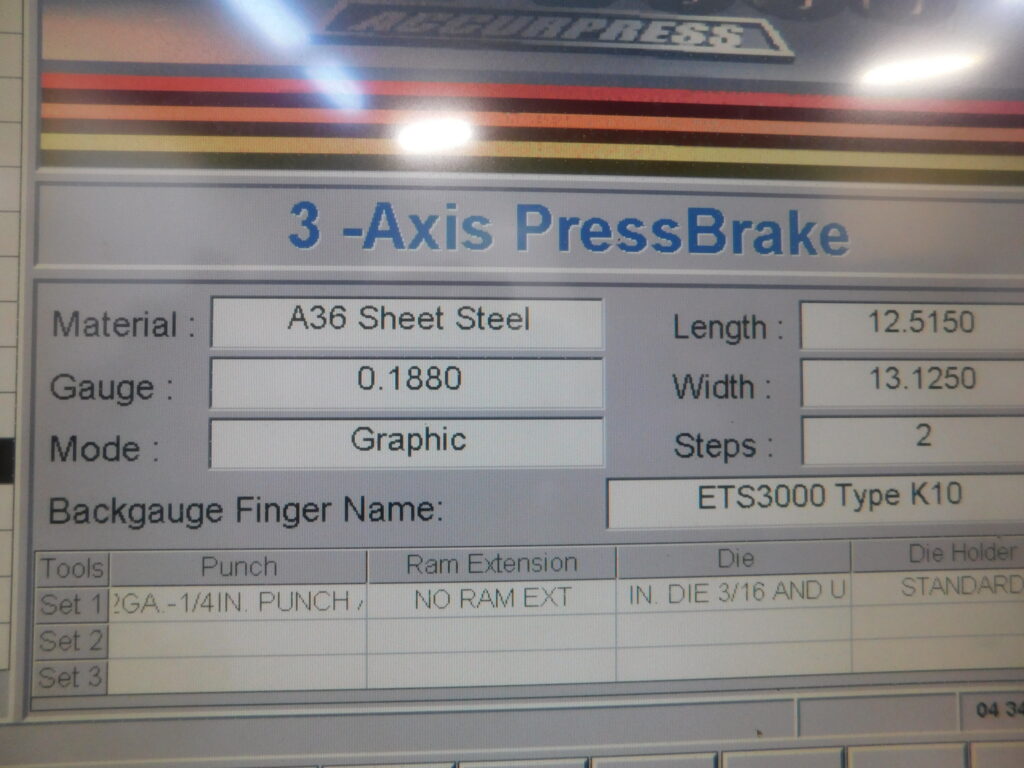 ACCURPRESS
3 -Axis PressBrake
Material : A36 Sheet Steel Length : 12.5150
Gauge : 0.1880 Width : 13.1250
Mode : Graphic Steps : 2
Backgauge Finger Name: ETS3000 Type K10
Tools Punch Ram Extension Die Die Holder
Set 1 2GA.-1/4IN. PUNCH NO RAM EXT IN. DIE 3/16 AND U STANDARD
Set 2
Set 3
04 34